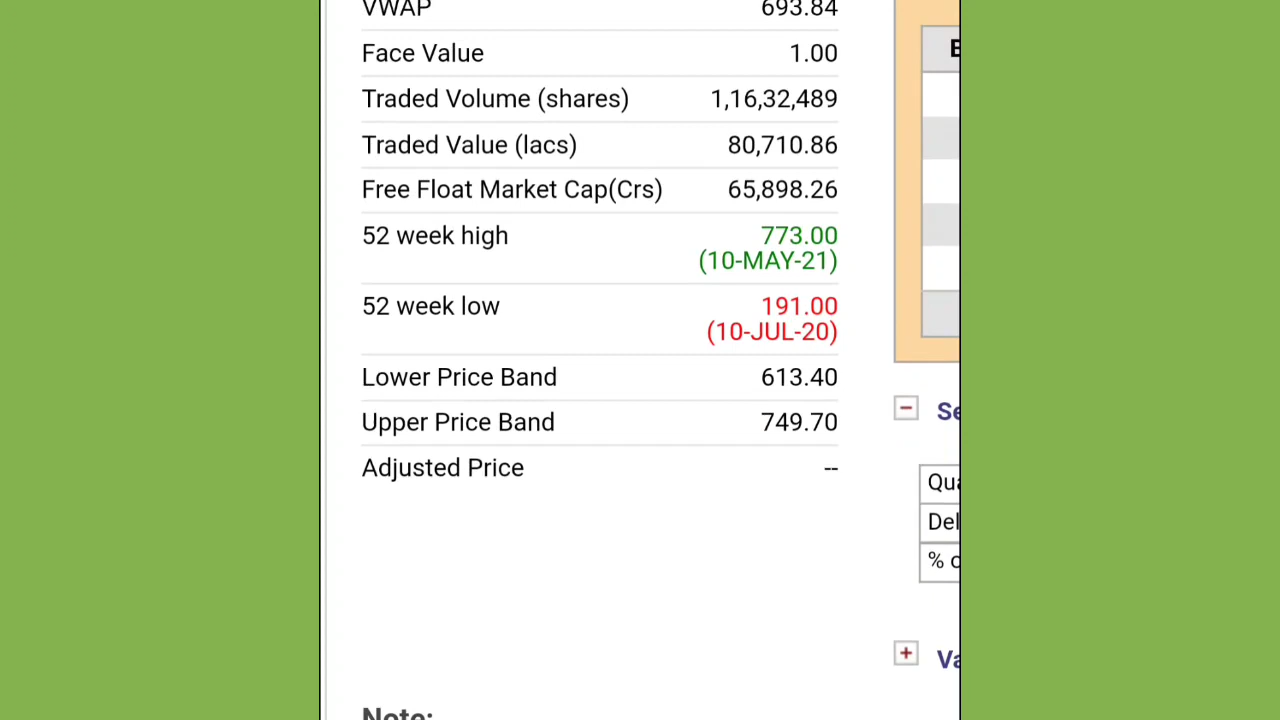 VWAP 693.84
Face Value 1.00
Traded Volume (shares) 1,16,32,489
Traded Value (lacs) 80,710.86
Free Float Market Cap(Crs) 65,898.26
52 week high 773.00
(10-MAY-21)
52 week low 191.00
(10-JUL-20)
Lower Price Band 613.40
Upper Price Band 749.70
Adjusted Price --
Note:
% o